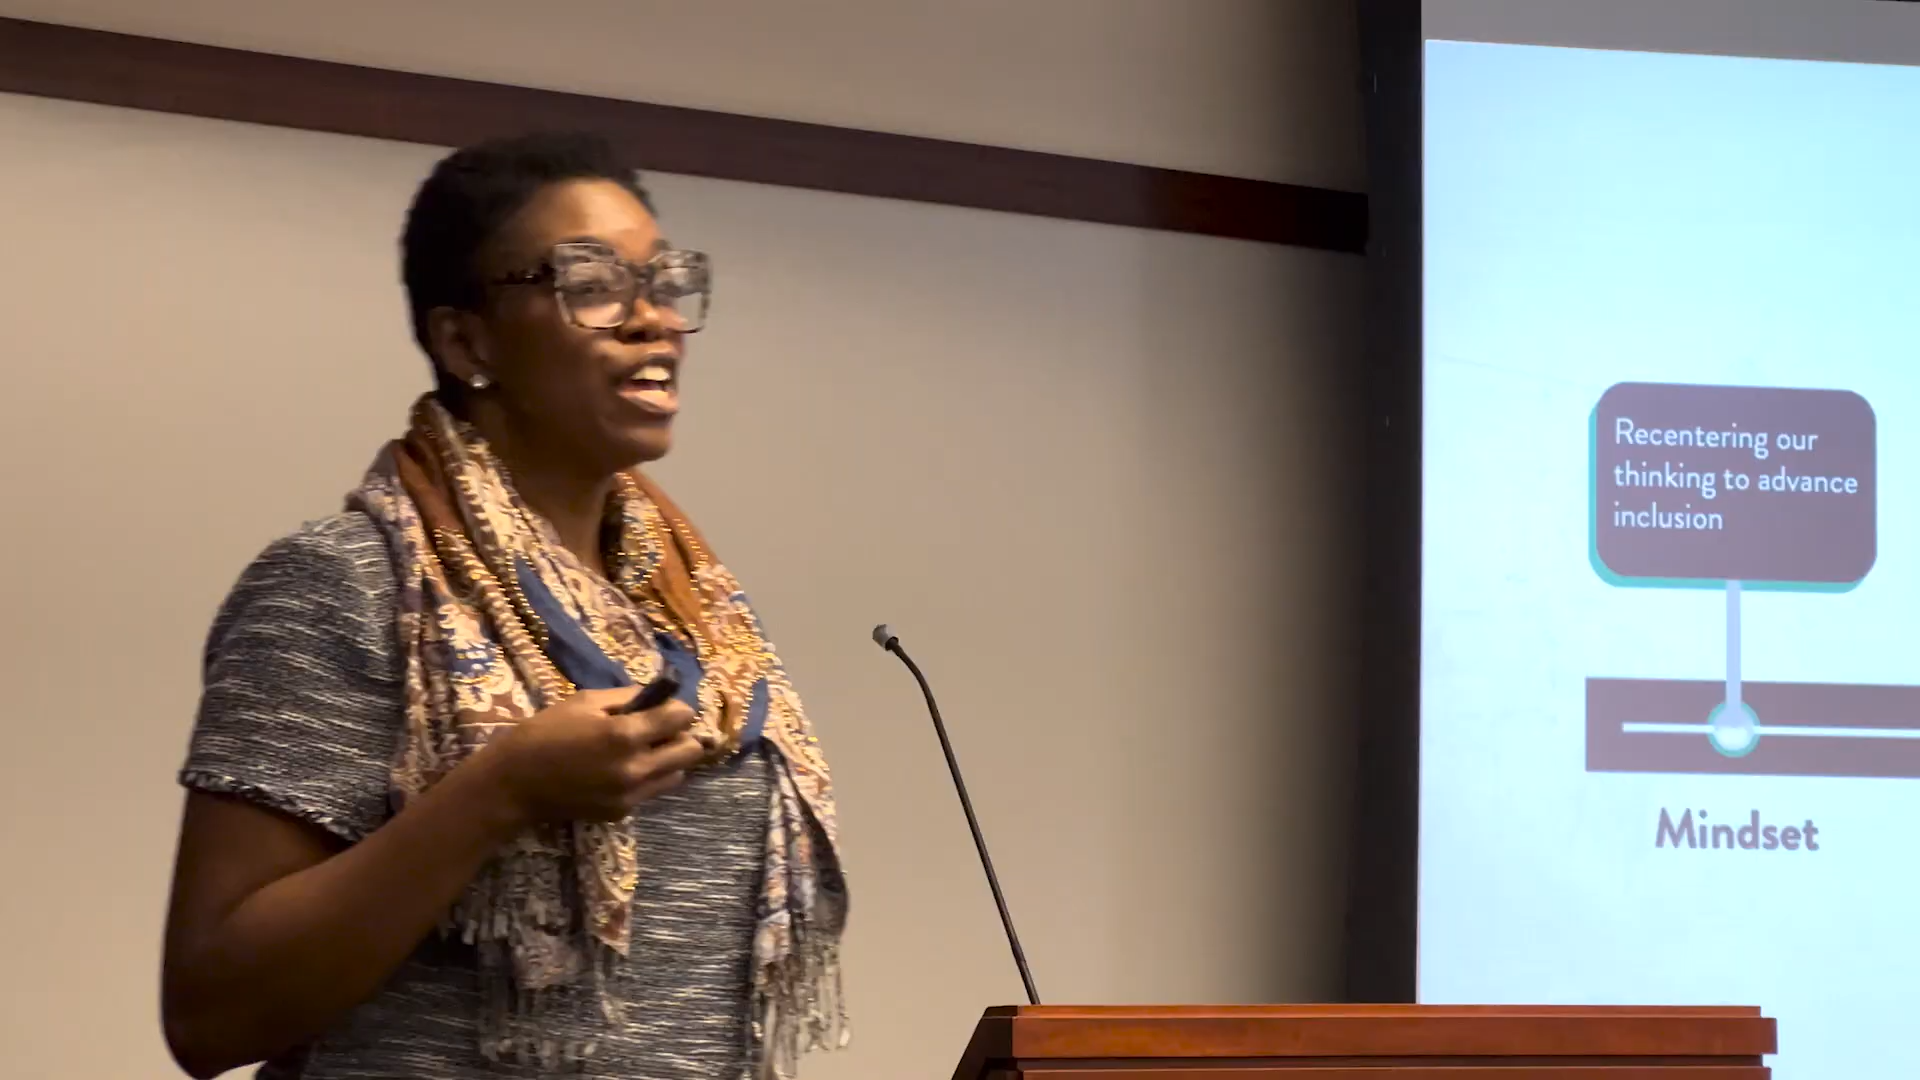 Recentering our
thinking to advance
inclusion
Mindset